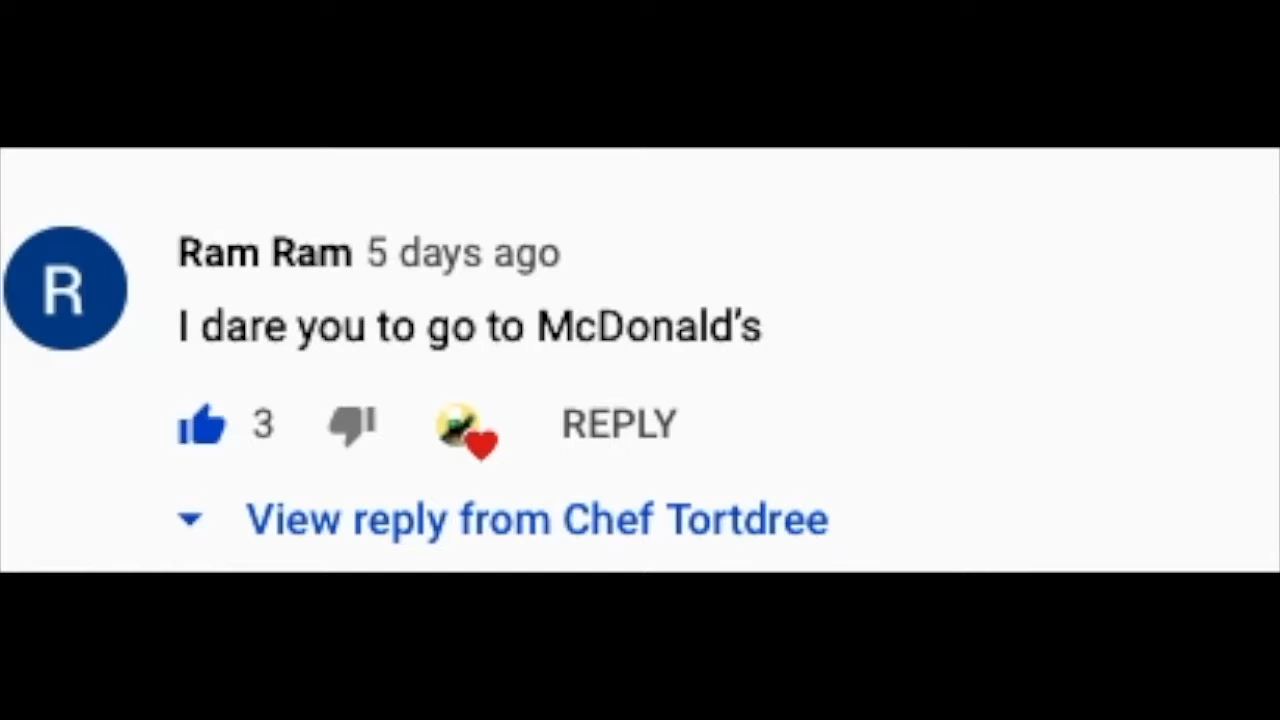 R
Ram Ram 5 days ago
I dare you to go to McDonald's
3 REPLY
View reply from Chef Tortdree